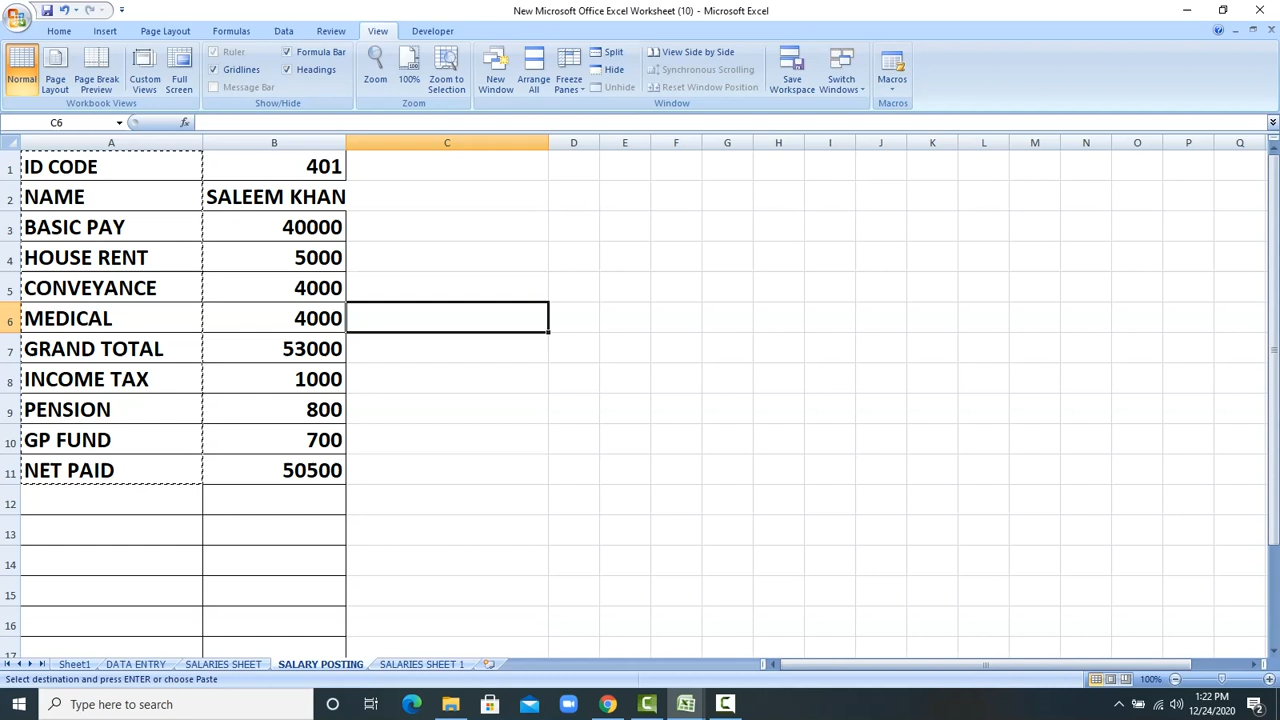 New Microsoft Office Excel Worksheet (10) - Microsoft Excel
Home Insert Page Layout Formulas Data Review View Developer
Normal Page Layout Page Break Preview Custom Views Full Screen
Workbook Views
Ruler Formula Bar
Gridlines Headings
Message Bar
Show/Hide
Zoom 100% Zoom to Selection
Zoom
New Window Arrange All Freeze Panes
Split
Hide
Unhide
View Side by Side
Synchronous Scrolling
Reset Window Position
Window
Save Workspace Switch Windows
Macros
Macros
C6 fx
A B C D E F G H I J K L M N O P Q
1 ID CODE 401
2 NAME SALEEM KHAN
3 BASIC PAY 40000
4 HOUSE RENT 5000
5 CONVEYANCE 4000
6 MEDICAL 4000
7 GRAND TOTAL 53000
8 INCOME TAX 1000
9 PENSION 800
10 GP FUND 700
11 NET PAID 50500
12
13
14
15
16
17
Sheet1 DATA ENTRY SALARIES SHEET SALARY POSTING SALARIES SHEET 1
Select destination and press ENTER or choose Paste 100%
Type here to search
1:22 PM
12/24/2020
2